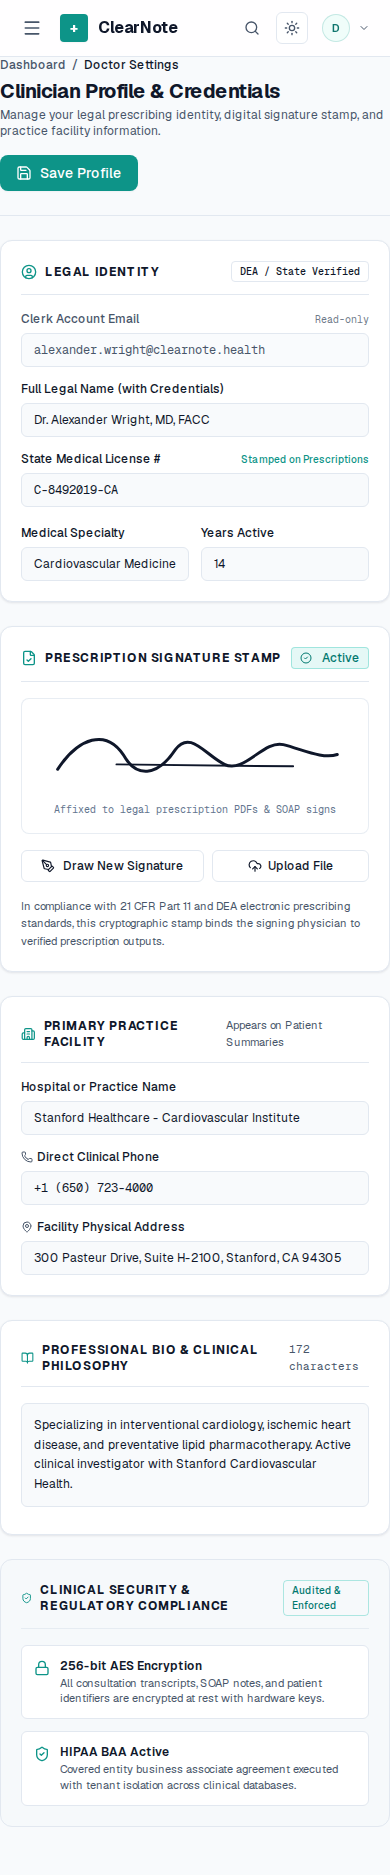 + ClearNote D
Dashboard / Doctor Settings
Clinician Profile & Credentials
Manage your legal prescribing identity, digital signature stamp, and
practice facility information.
Save Profile
LEGAL IDENTITY
DEA / State Verified
Clerk Account Email
Read-only
alexander.wright@clearnote.health
Full Legal Name (with Credentials)
Dr. Alexander Wright, MD, FACC
State Medical License #
Stamped on Prescriptions
C-8492019-CA
Medical Specialty
Years Active
Cardiovascular Medicine
14
PRESCRIPTION SIGNATURE STAMP
Active
Affixed to legal prescription PDFs & SOAP signs
Draw New Signature
Upload File
In compliance with 21 CFR Part 11 and DEA electronic prescribing
standards, this cryptographic stamp binds the signing physician to
verified prescription outputs.
PRIMARY PRACTICE
FACILITY
Appears on Patient
Summaries
Hospital or Practice Name
Stanford Healthcare - Cardiovascular Institute
Direct Clinical Phone
+1 (650) 723-4000
Facility Physical Address
300 Pasteur Drive, Suite H-2100, Stanford, CA 94305
PROFESSIONAL BIO & CLINICAL
PHILOSOPHY
172
characters
Specializing in interventional cardiology, ischemic heart
disease, and preventative lipid pharmacotherapy. Active
clinical investigator with Stanford Cardiovascular
Health.
CLINICAL SECURITY &
REGULATORY COMPLIANCE
Audited &
Enforced
256-bit AES Encryption
All consultation transcripts, SOAP notes, and patient
identifiers are encrypted at rest with hardware keys.
HIPAA BAA Active
Covered entity business associate agreement executed
with tenant isolation across clinical databases.